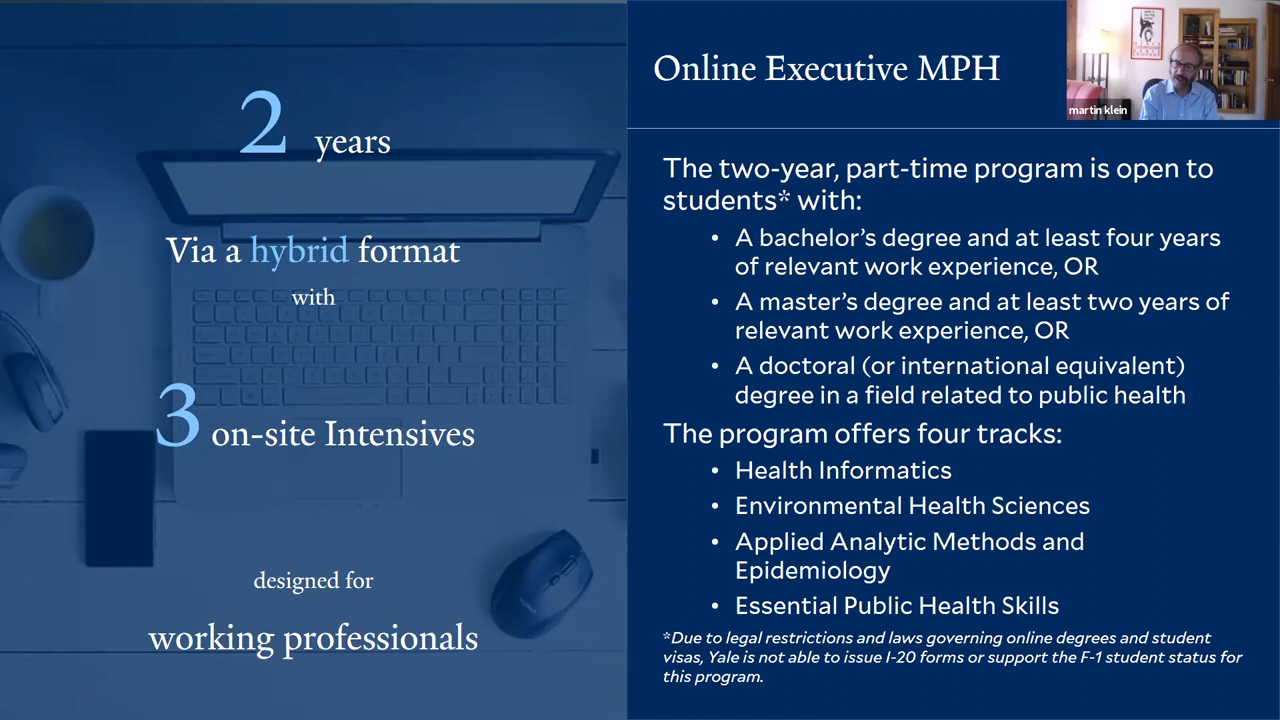 2 years
Via a hybrid format
with
3 on-site Intensives
designed for
working professionals
Online Executive MPH
martin klein
The two-year, part-time program is open to
students* with:
• A bachelor's degree and at least four years
of relevant work experience, OR
• A master's degree and at least two years of
relevant work experience, OR
• A doctoral (or international equivalent)
degree in a field related to public health
The program offers four tracks:
• Health Informatics
• Environmental Health Sciences
• Applied Analytic Methods and
Epidemiology
• Essential Public Health Skills
*Due to legal restrictions and laws governing online degrees and student
visas, Yale is not able to issue I-20 forms or support the F-1 student status for
this program.